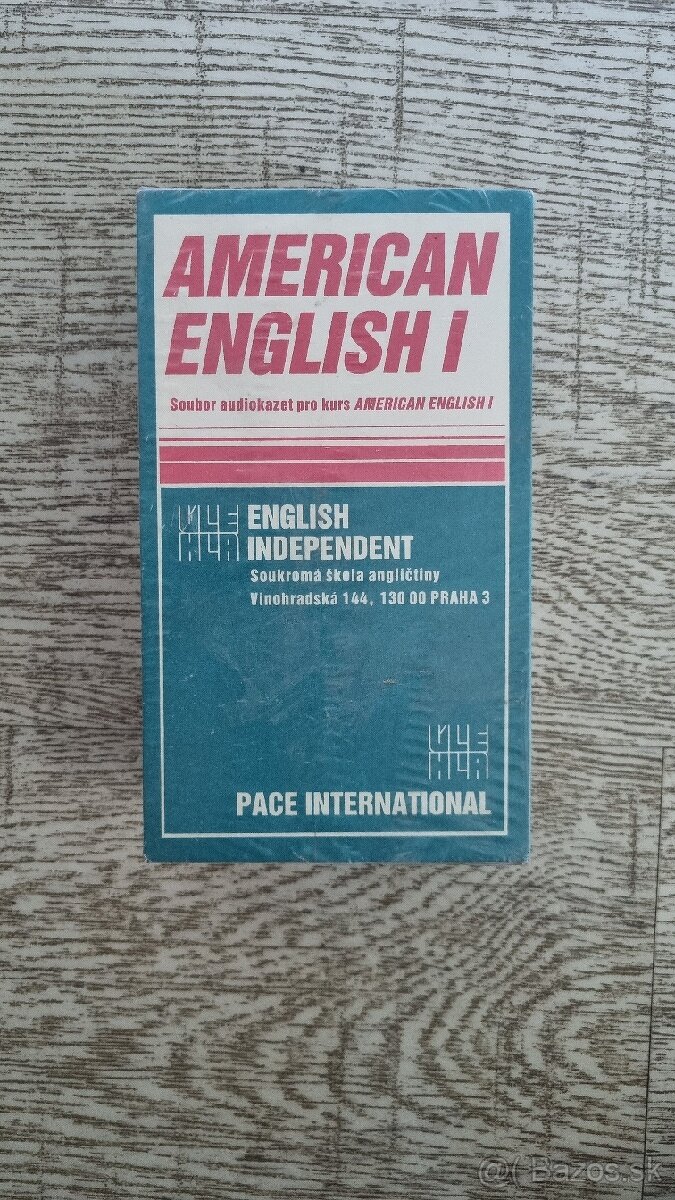 AMERICAN
ENGLISH I
Soubor audiokazet pro kurs AMERICAN ENGLISH I
ENGLISH
INDEPENDENT
Soukromá škola angličtiny
Vinohradská 144, 130 00 PRAHA 3
PACE INTERNATIONAL
@( Bazos.sk